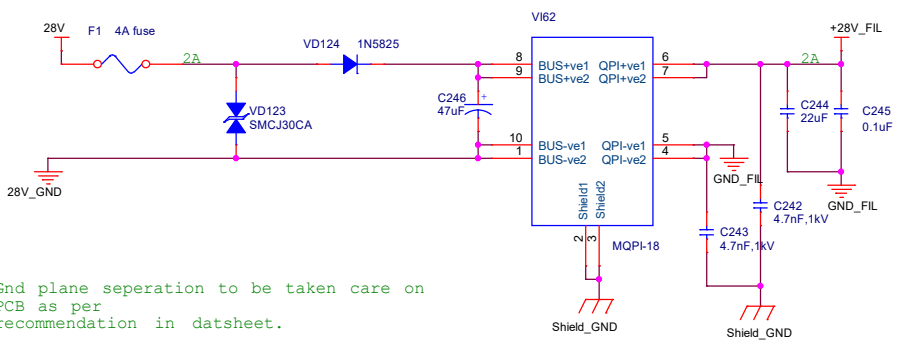 28V
F1 4A fuse
2A
VD124 1N5825
VI62
+28V_FIL
8 BUS+ve1 QPI+ve1 6
9 BUS+ve2 QPI+ve2 7
2A
VD123
SMCJ30CA
C246
47uF
+
C244
22uF
C245
0.1uF
10 BUS-ve1 QPI-ve1 5
1 BUS-ve2 QPI-ve2 4
28V_GND
GND_FIL
GND_FIL
Shield1
Shield2
2
3
MQPI-18
C242
4.7nF,1kV
C243
4.7nF,1kV
Gnd plane seperation to be taken care on
PCB as per
recommendation in datsheet.
Shield_GND
Shield_GND